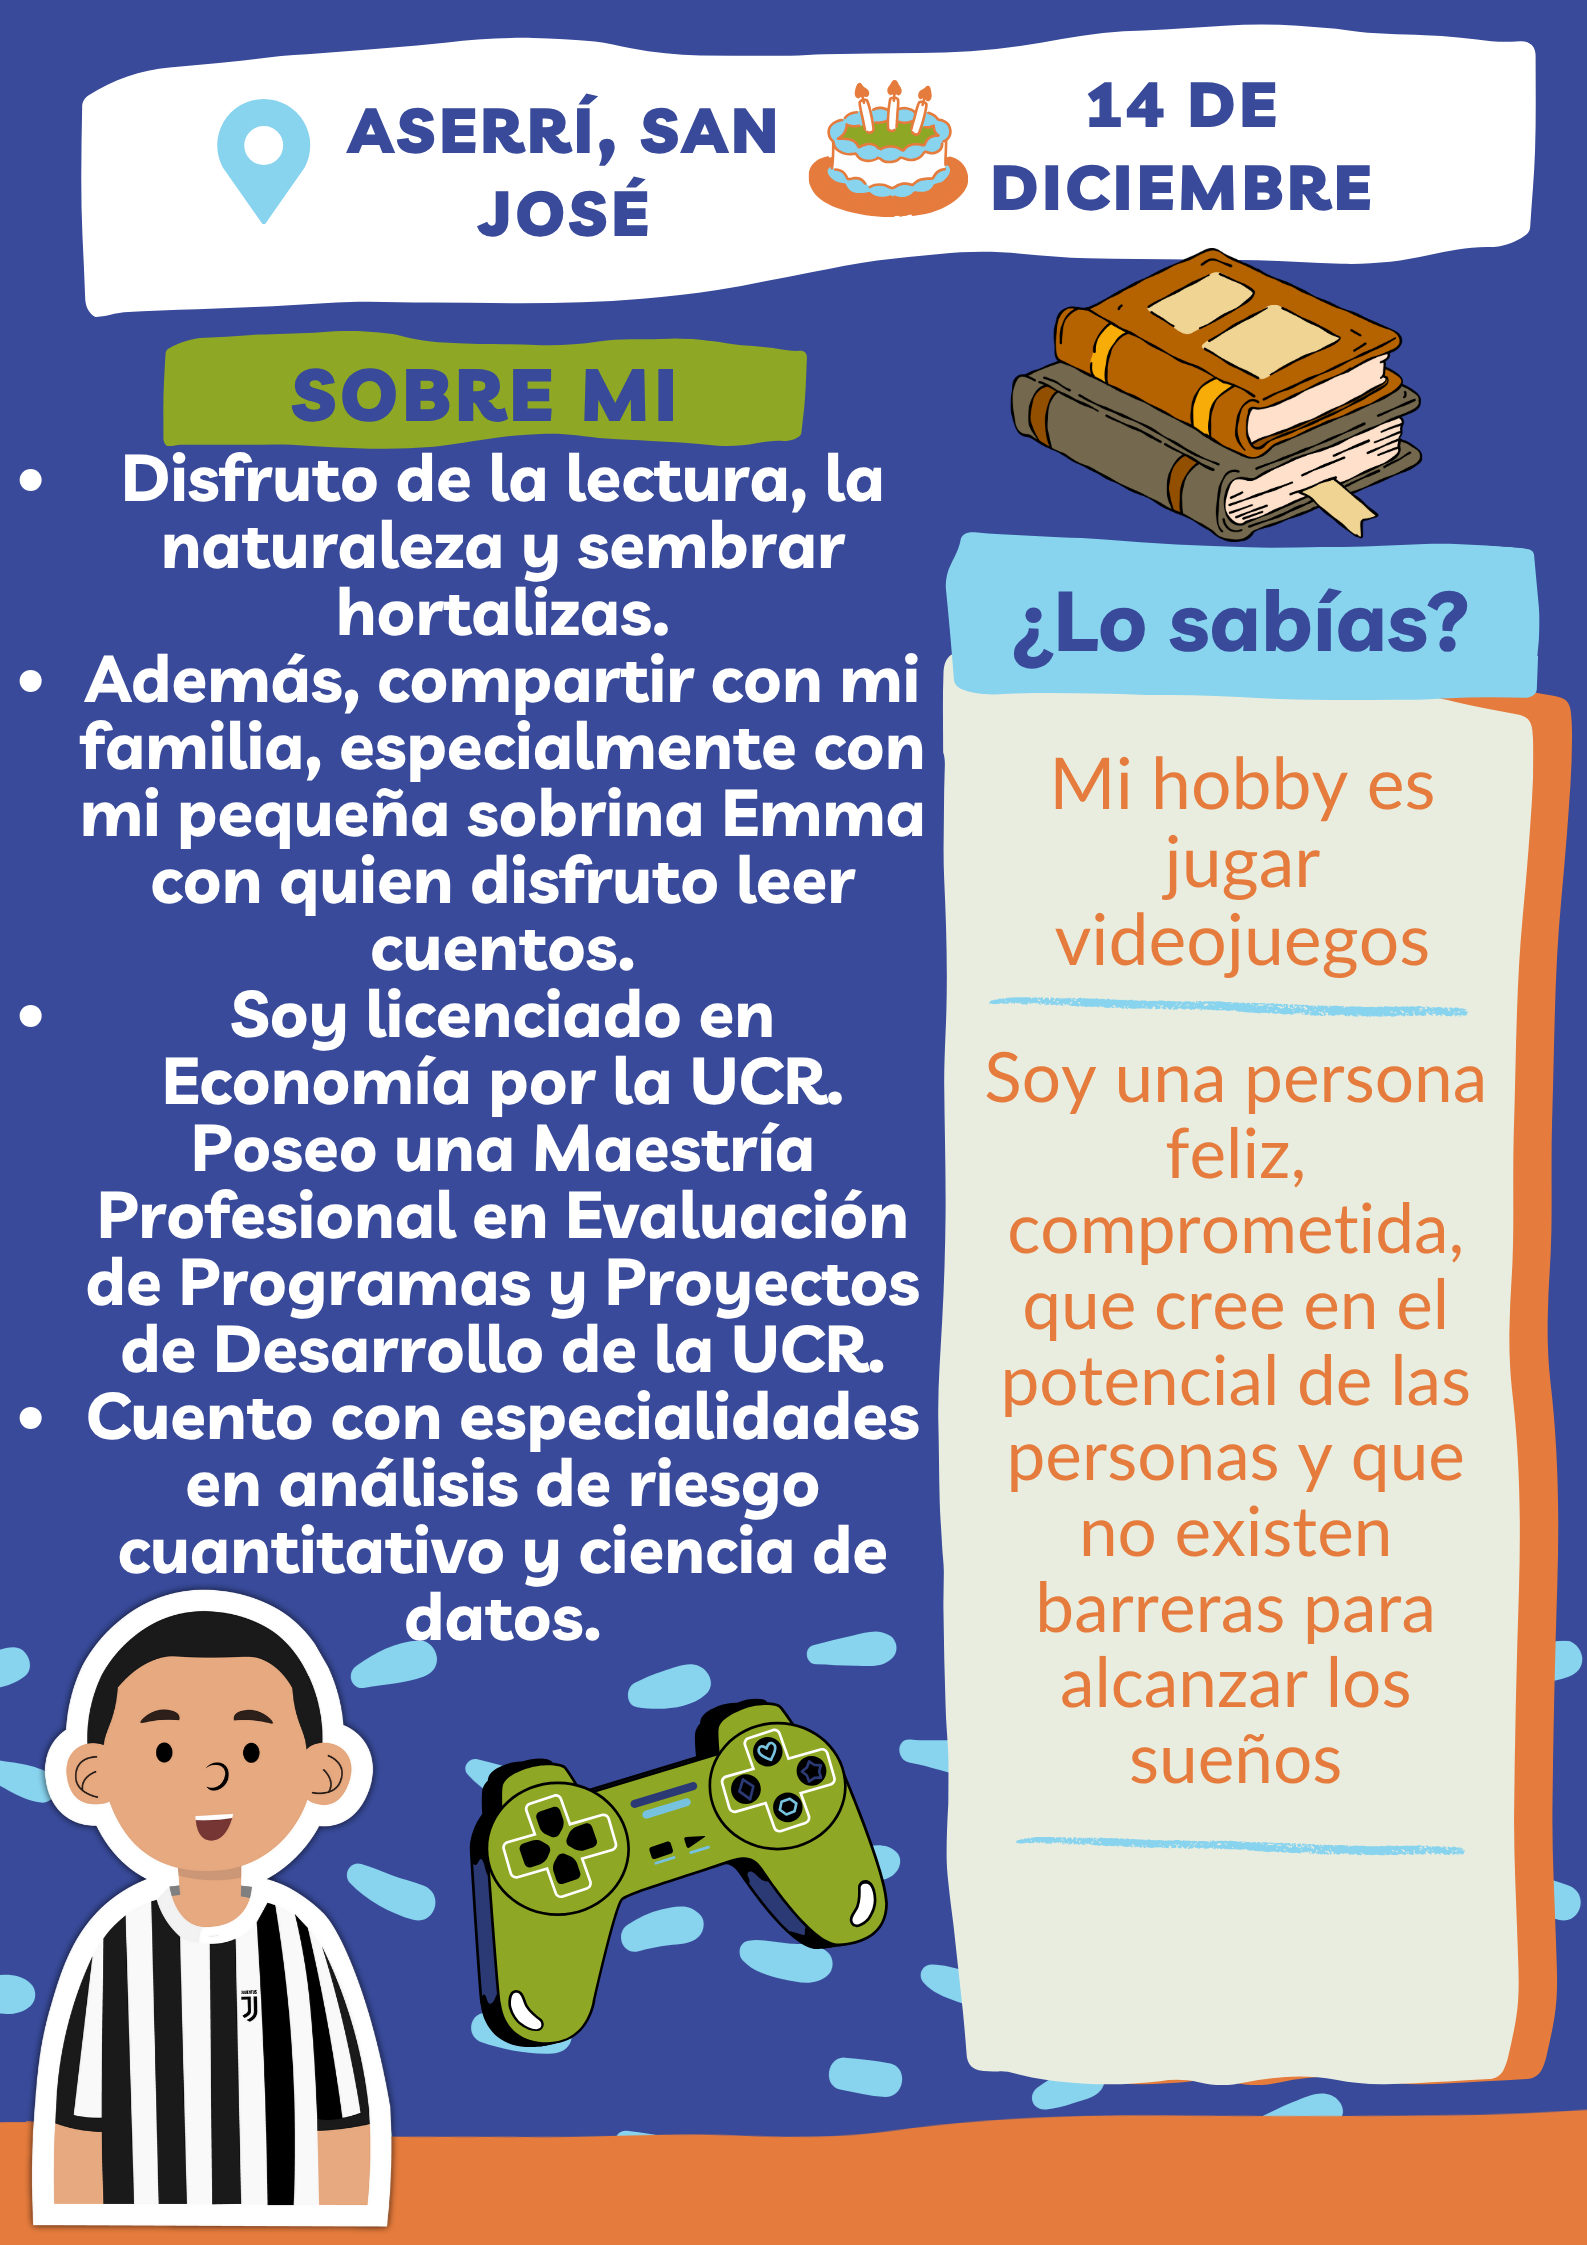 ASERRÍ, SAN
JOSÉ
14 DE
DICIEMBRE
SOBRE MI
• Disfruto de la lectura, la
naturaleza y sembrar
hortalizas.
• Además, compartir con mi
familia, especialmente con
mi pequeña sobrina Emma
con quien disfruto leer
cuentos.
• Soy licenciado en
Economía por la UCR.
Poseo una Maestría
Profesional en Evaluación
de Programas y Proyectos
de Desarrollo de la UCR.
• Cuento con especialidades
en análisis de riesgo
cuantitativo y ciencia de
datos.
¿Lo sabías?
Mi hobby es
jugar
videojuegos
Soy una persona
feliz,
comprometida,
que cree en el
potencial de las
personas y que
no existen
barreras para
alcanzar los
sueños
JUVENTUS